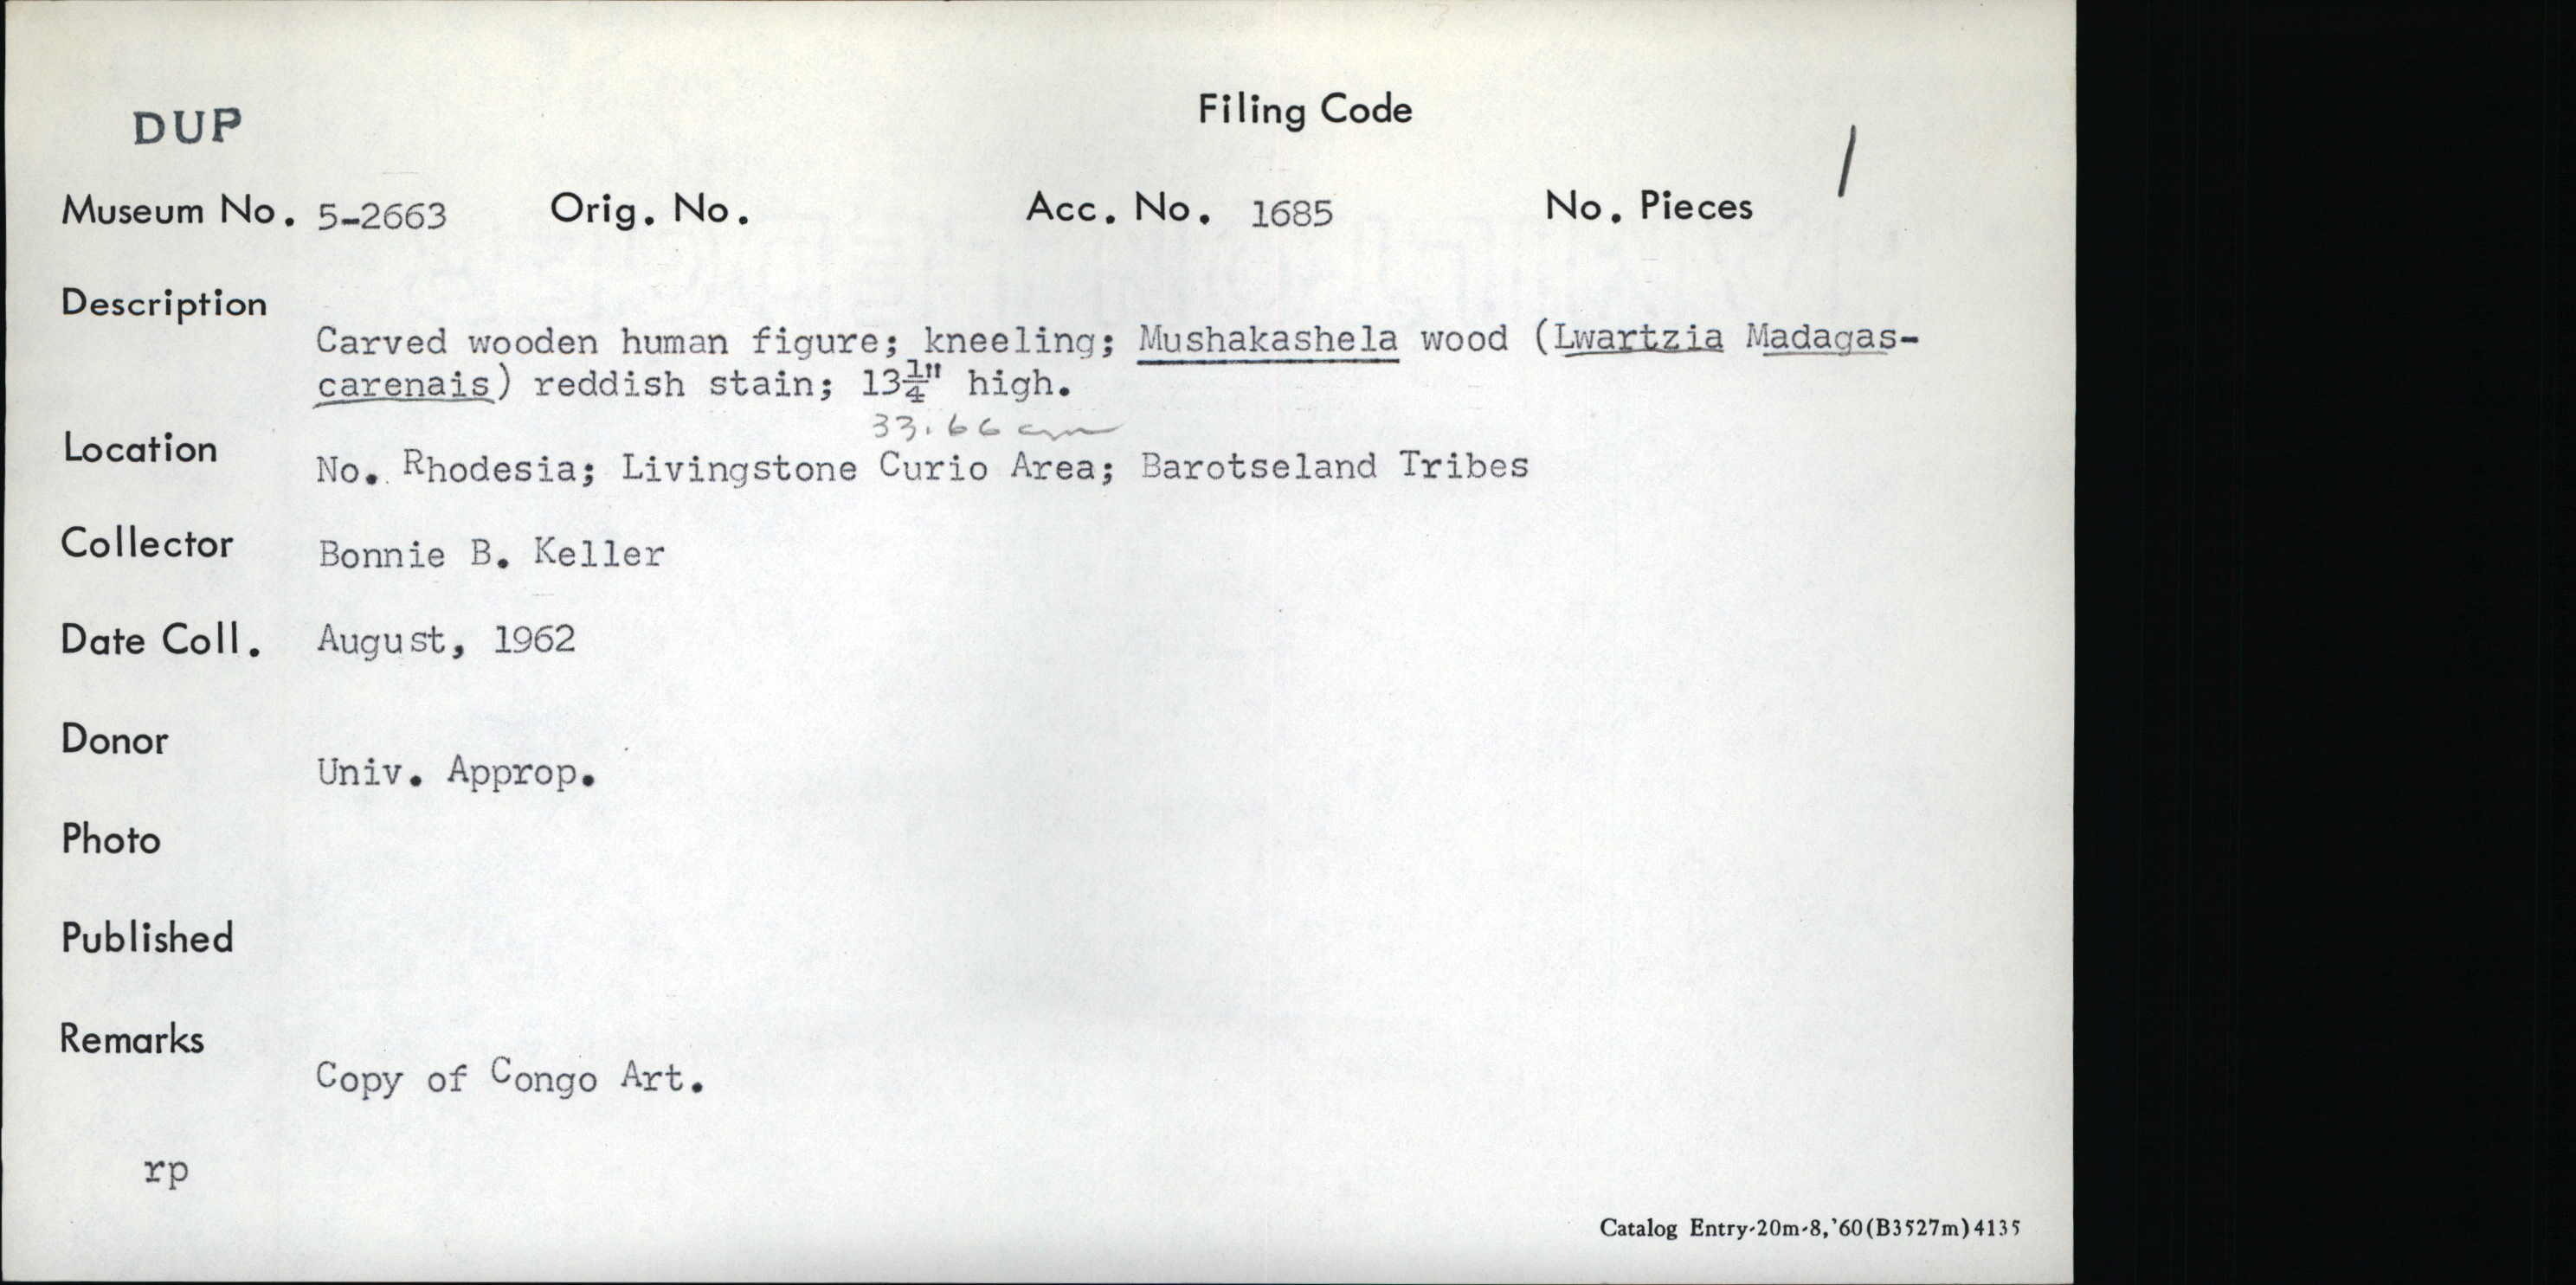 DUP
Filing Code
Museum No. 5-2663 Orig. No. Acc. No. 1685 No. Pieces /
Description
Carved wooden human figure; kneeling; Mushakashela wood (Lwartzia Madagas-
carenais) reddish stain; 13¼" high.
33.66 cm
Location No. Rhodesia; Livingstone Curio Area; Barotseland Tribes
Collector Bonnie B. Keller
Date Coll. August, 1962
Donor
Univ. Approp.
Photo
Published
Remarks
Copy of Congo Art.
rp
Catalog Entry-20m-8,'60(B3527m)4135